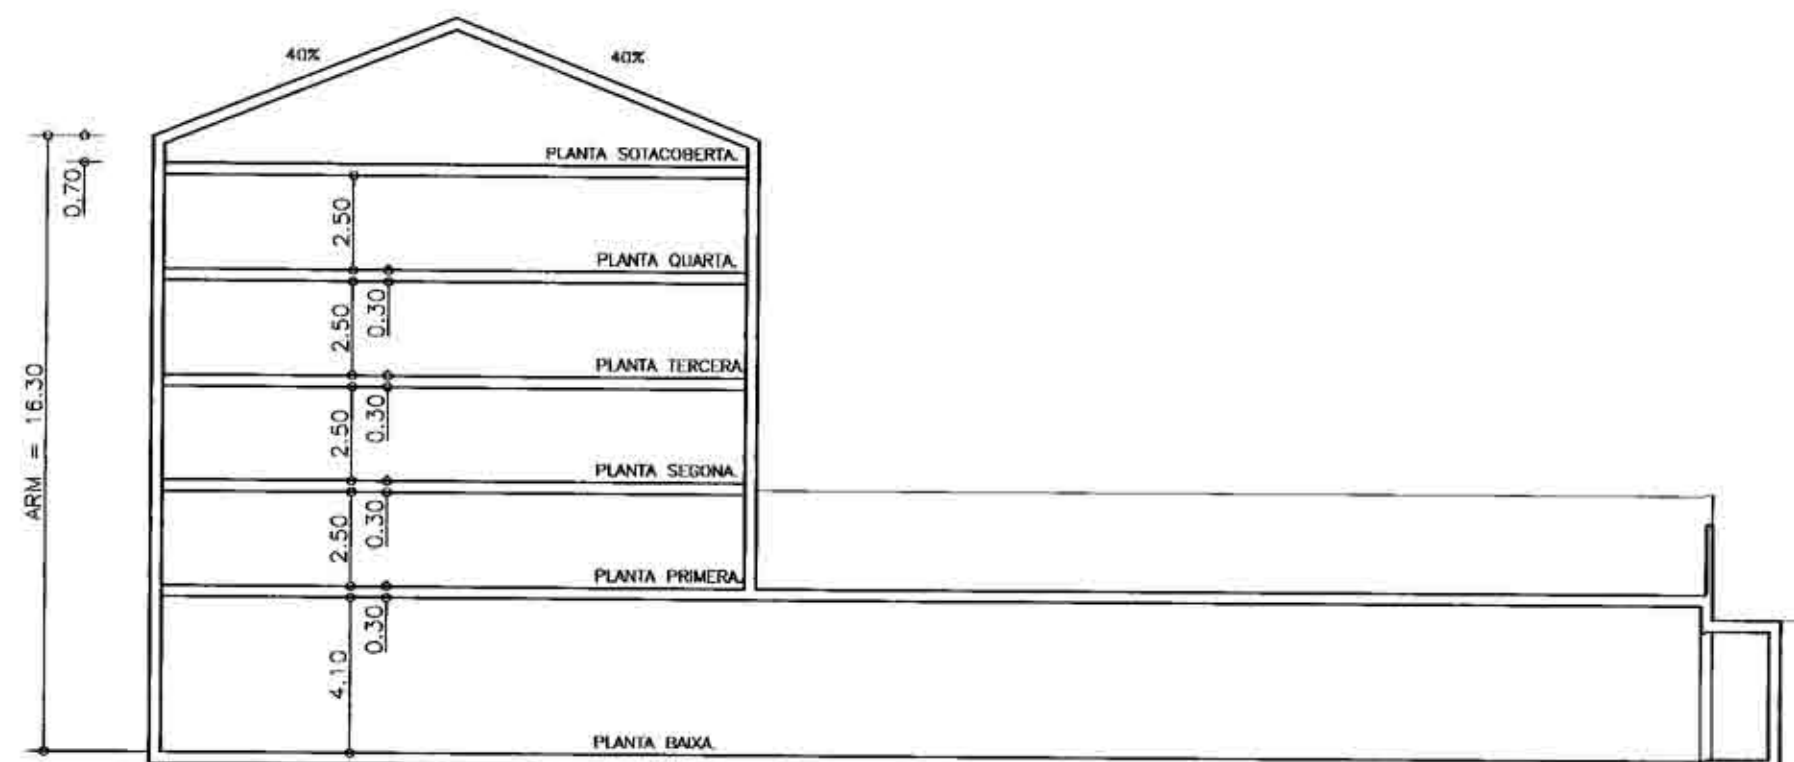 40%
40%
PLANTA SOTACOBERTA.
0.70
2.50
PLANTA QUARTA.
2.50
0.30
PLANTA TERCERA
ARM = 16.30
2.50
0.30
PLANTA SEGONA.
2.50
0.30
PLANTA PRIMERA.
0.30
4.10
PLANTA BAIXA.